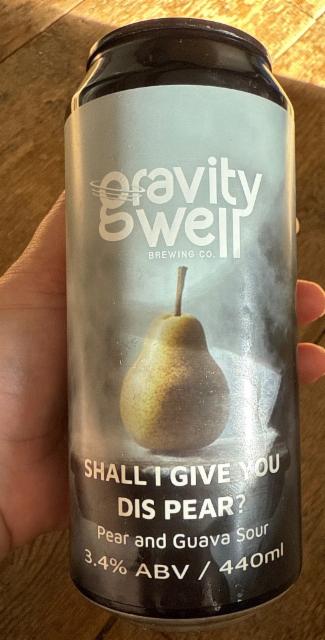 gravity
well
BREWING CO.
SHALL I GIVE YOU
DIS PEAR?
Pear and Guava Sour
3.4% ABV / 440ml